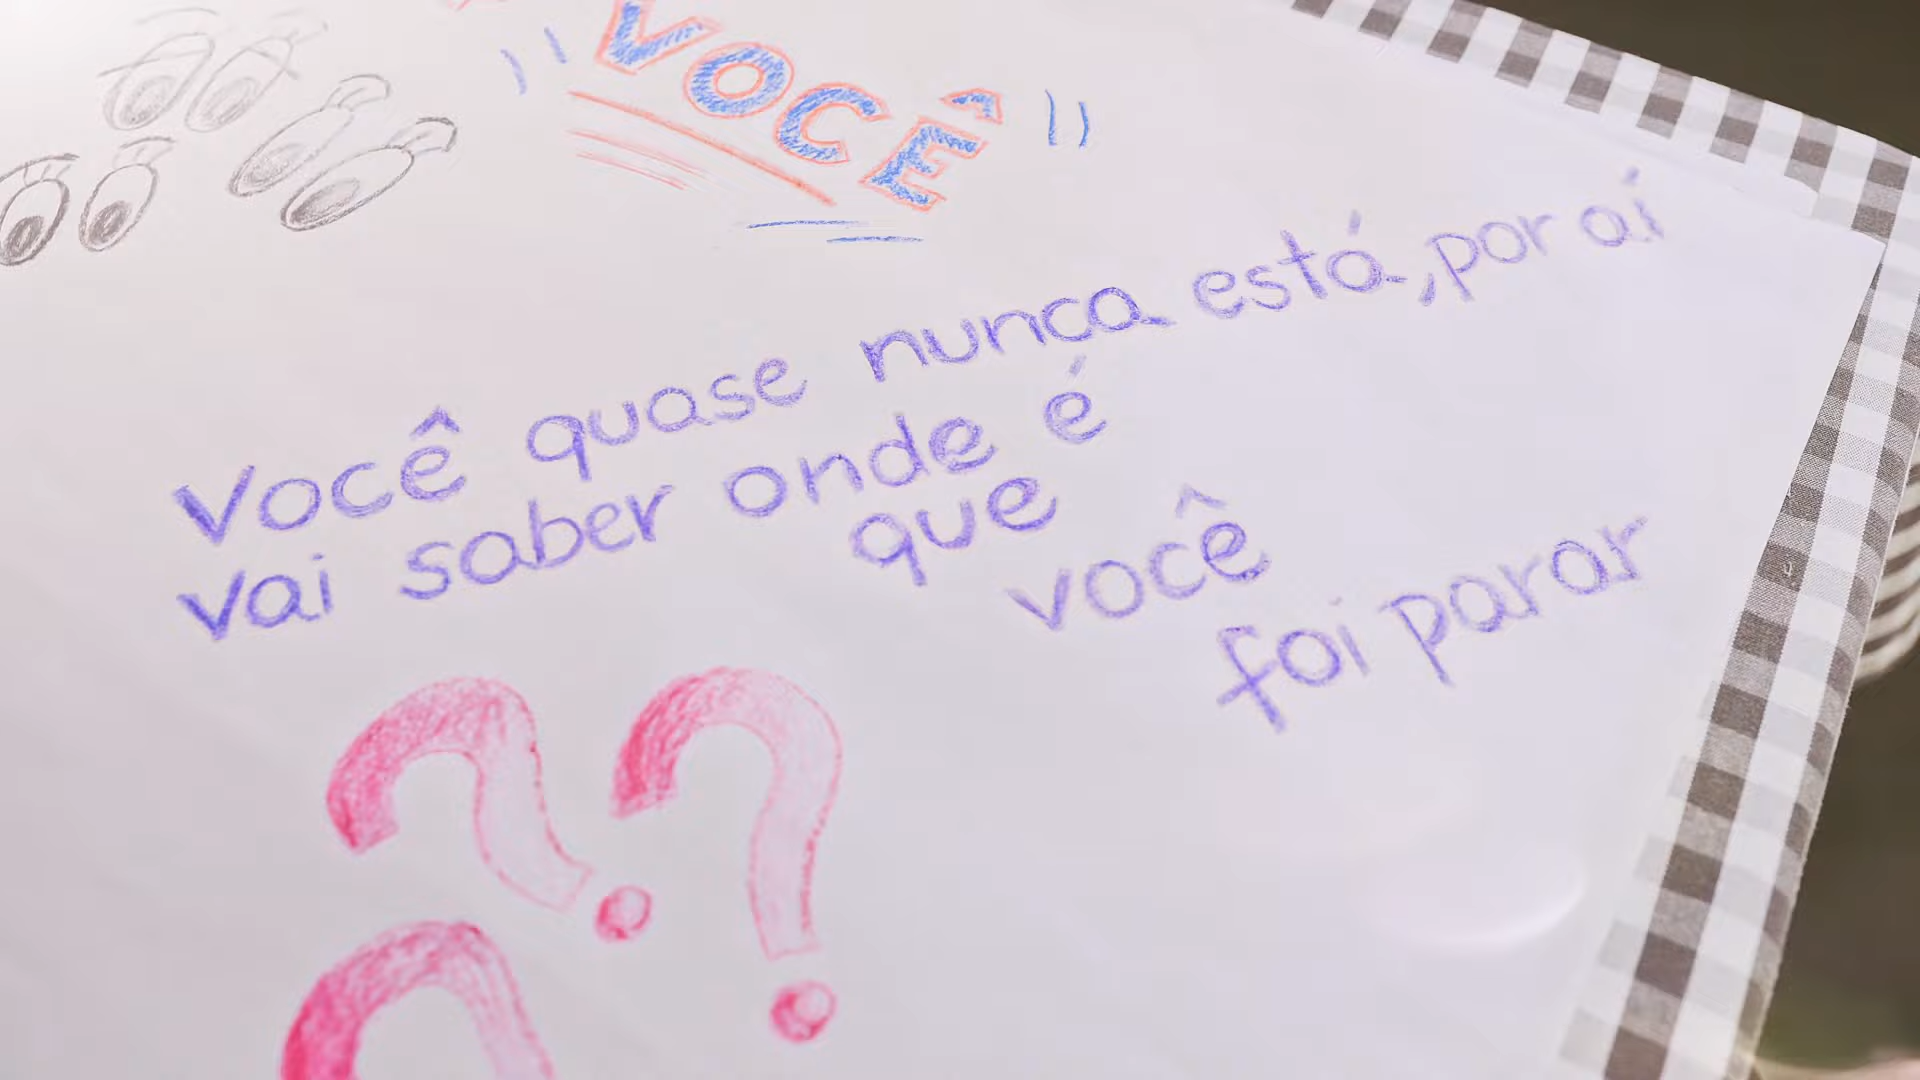 VOCÊ
Você quase nunca está, por aí
vai saber onde é
que
você
foi parar
??
?